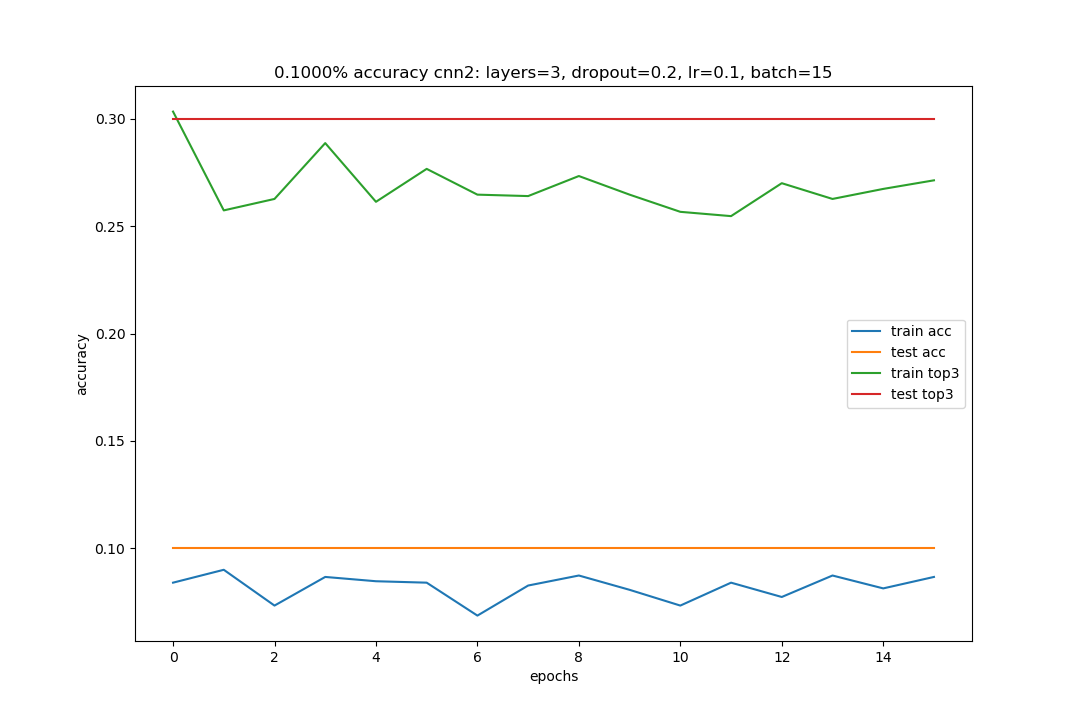 0.1000% accuracy cnn2: layers=3, dropout=0.2, lr=0.1, batch=15
0.30
0.25
0.20
0.15
0.10
accuracy
train acc
test acc
train top3
test top3
0 2 4 6 8 10 12 14
epochs